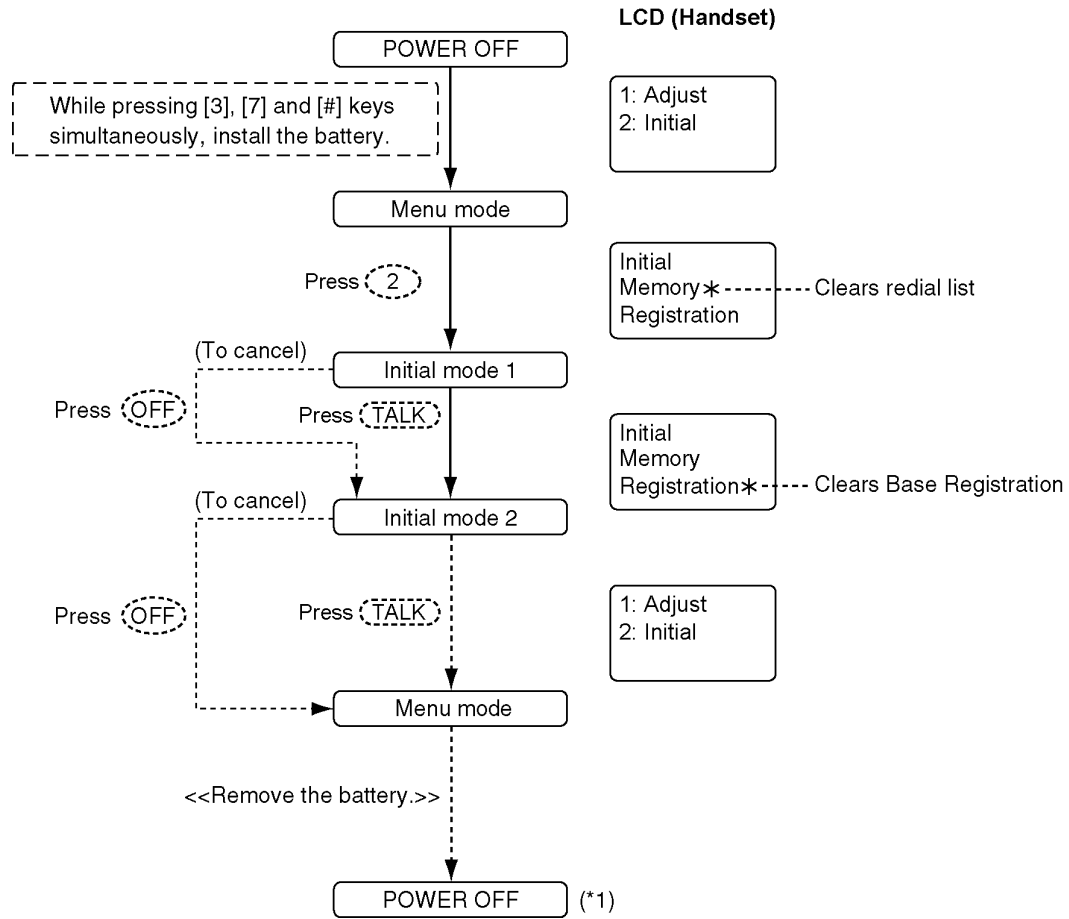 LCD (Handset)
POWER OFF
While pressing [3], [7] and [#] keys
simultaneously, install the battery.
1: Adjust
2: Initial
Menu mode
Press 2
Initial
Memory* Clears redial list
Registration
(To cancel)
Initial mode 1
Press OFF
Press TALK
Initial
Memory
Registration* Clears Base Registration
(To cancel)
Initial mode 2
Press OFF
Press TALK
1: Adjust
2: Initial
Menu mode
<<Remove the battery.>>
POWER OFF (*1)